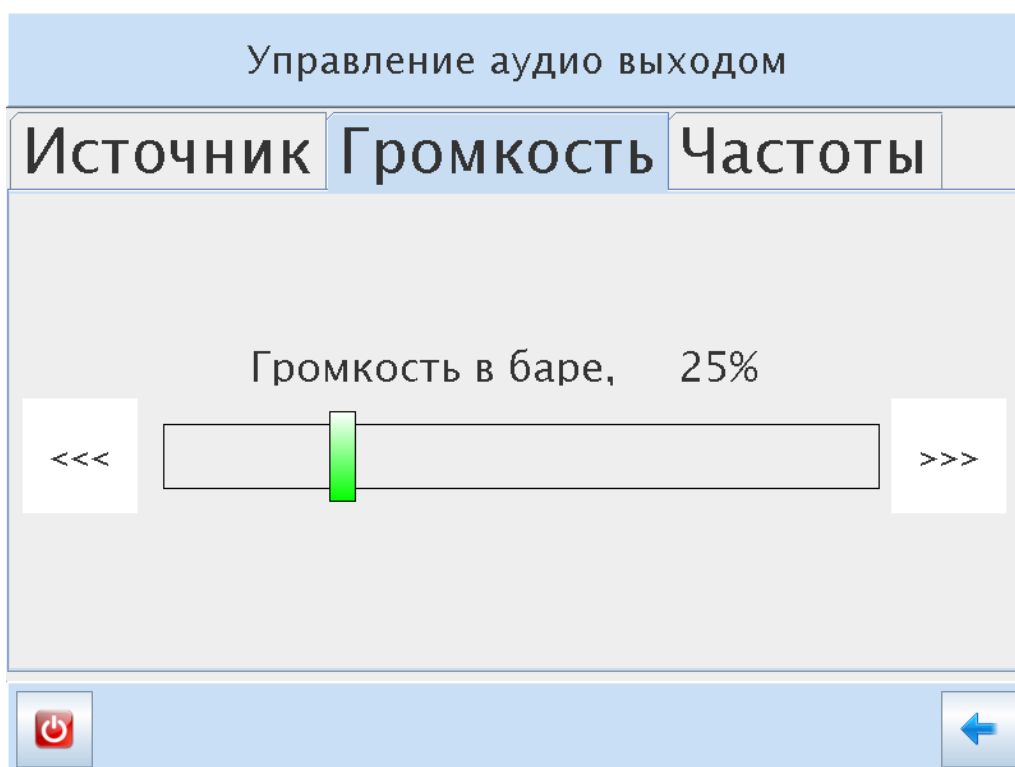 Управление аудио выходом
Источник Громкость Частоты
Громкость в баре, 25%
<<< >>>